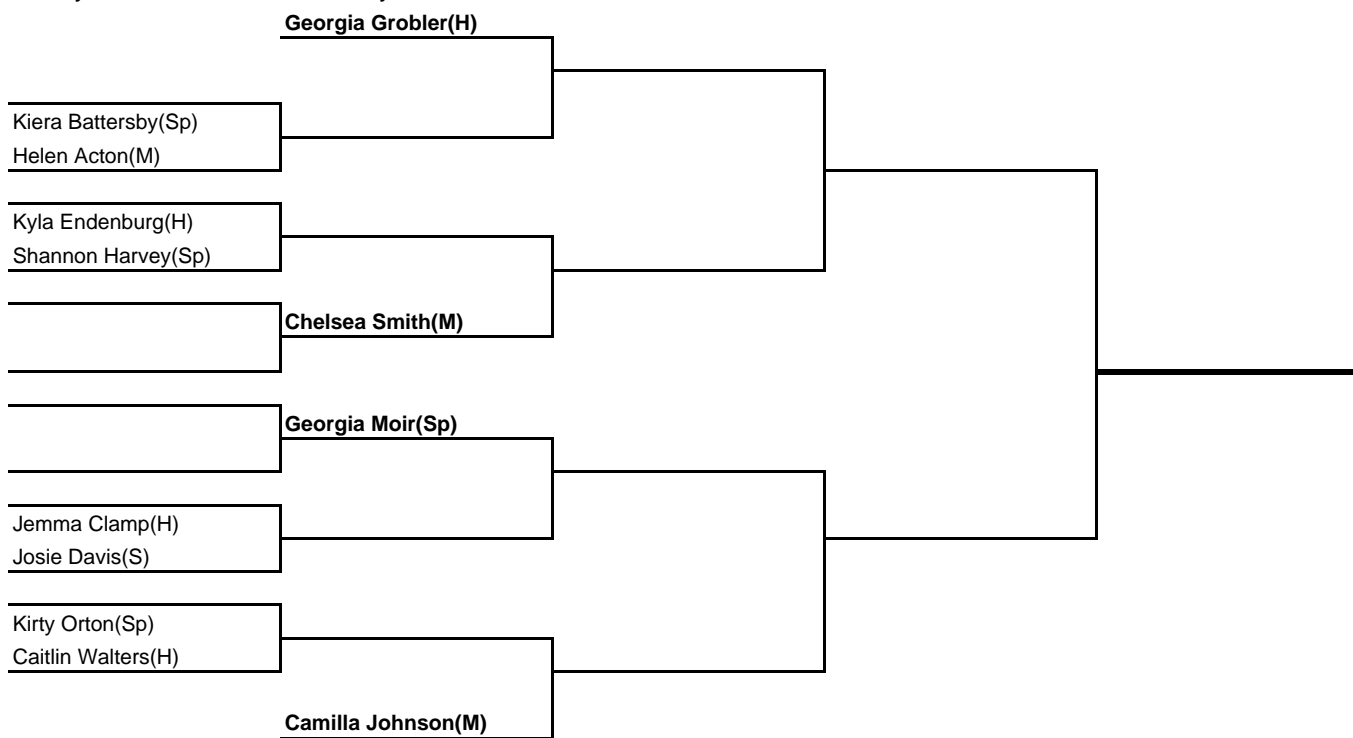 Georgia Grobler(H)
Kiera Battersby(Sp)
Helen Acton(M)
Kyla Endenburg(H)
Shannon Harvey(Sp)
Chelsea Smith(M)
Georgia Moir(Sp)
Jemma Clamp(H)
Josie Davis(S)
Kirty Orton(Sp)
Caitlin Walters(H)
Camilla Johnson(M)